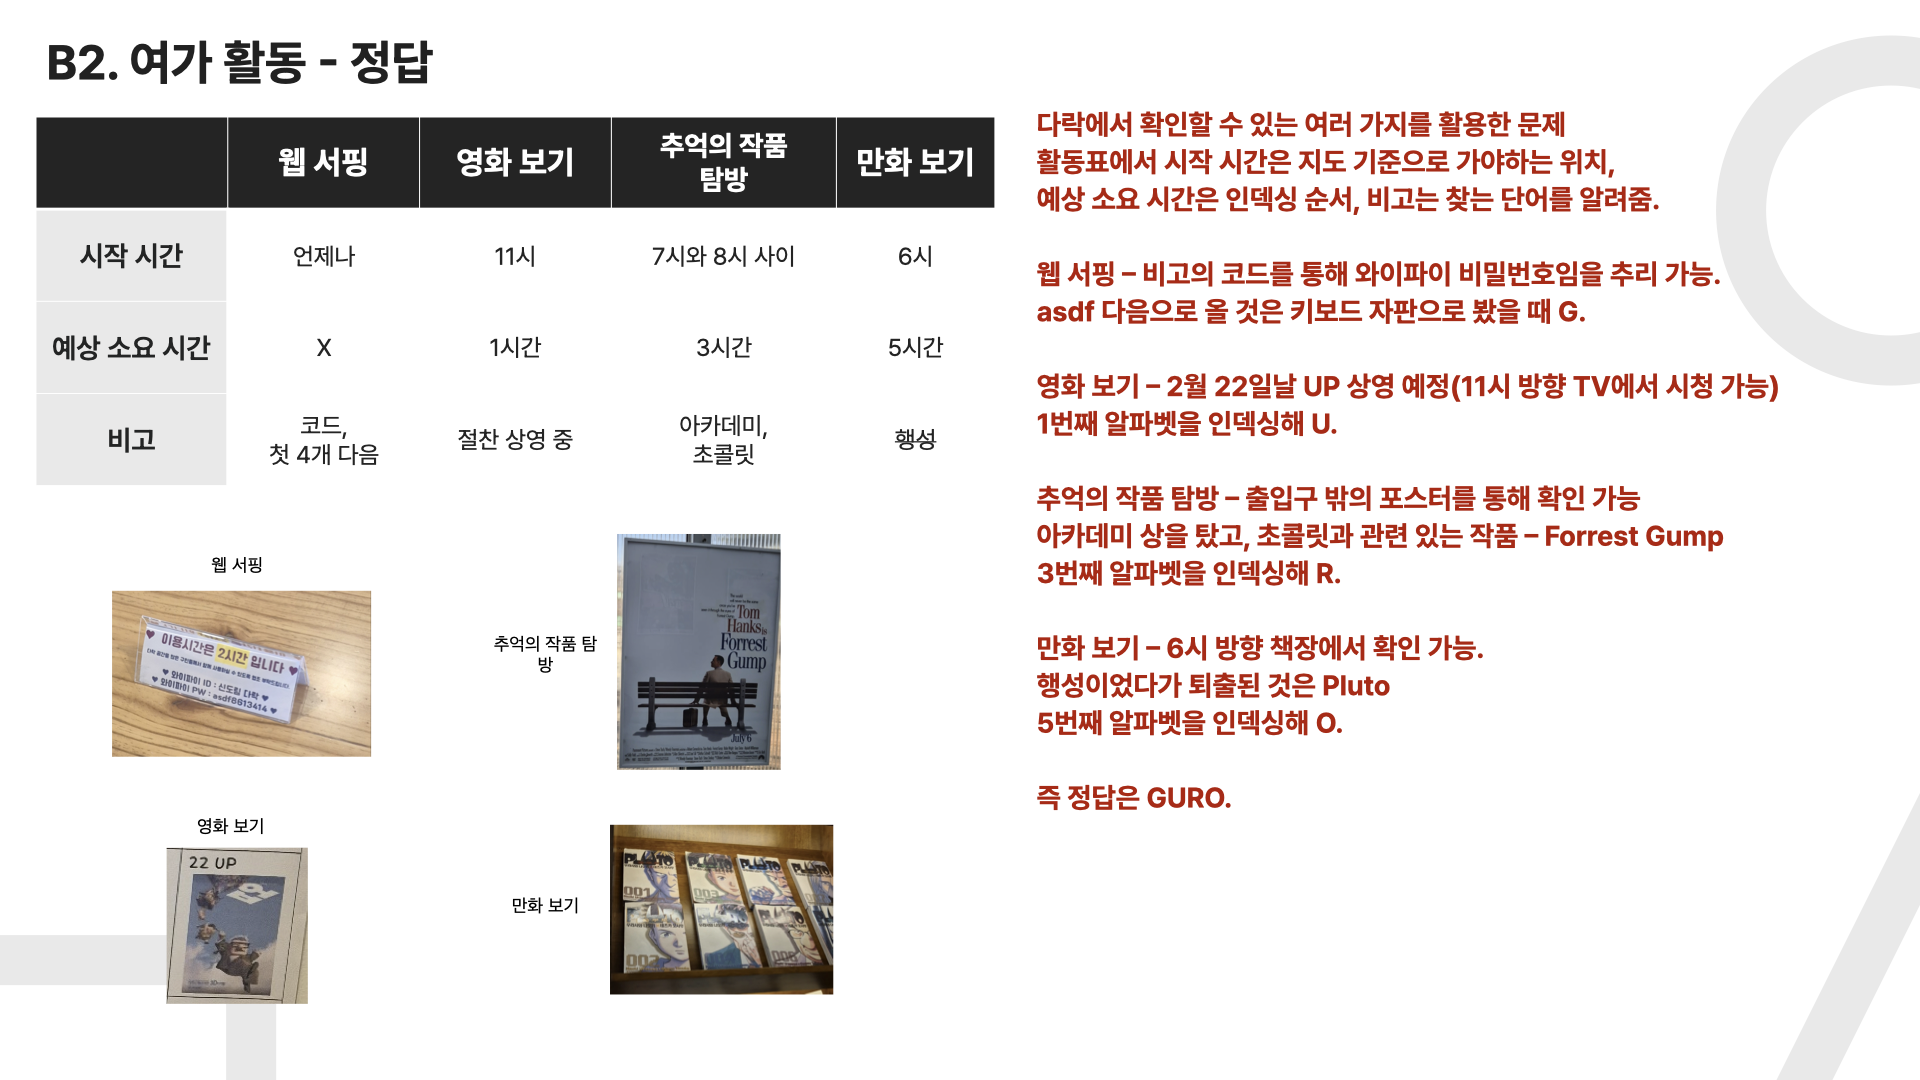 B2. 여가 활동 - 정답
웹 서핑
영화 보기
추억의 작품
탐방
만화 보기
시작 시간
언제나
11시
7시와 8시 사이
6시
예상 소요 시간
X
1시간
3시간
5시간
비고
코드,
첫 4개 다음
절찬 상영 중
아카데미,
초콜릿
행성
다락에서 확인할 수 있는 여러 가지를 활용한 문제
활동표에서 시작 시간은 지도 기준으로 가야하는 위치,
예상 소요 시간은 인덱싱 순서, 비고는 찾는 단어를 알려줌.
웹 서핑 – 비고의 코드를 통해 와이파이 비밀번호임을 추리 가능.
asdf 다음으로 올 것은 키보드 자판으로 봤을 때 G.
영화 보기 – 2월 22일날 UP 상영 예정(11시 방향 TV에서 시청 가능)
1번째 알파벳을 인덱싱해 U.
추억의 작품 탐방 – 출입구 밖의 포스터를 통해 확인 가능
아카데미 상을 탔고, 초콜릿과 관련 있는 작품 – Forrest Gump
3번째 알파벳을 인덱싱해 R.
만화 보기 – 6시 방향 책장에서 확인 가능.
행성이었다가 퇴출된 것은 Pluto
5번째 알파벳을 인덱싱해 O.
즉 정답은 GURO.
웹 서핑
이용시간은 2시간 입니다
와이파이 ID : 신도림 다락
와이파이 PW : asdf8613414
추억의 작품 탐
방
Tom
Hanks is
Forrest
Gump
July 6
영화 보기
22 UP
UP
만화 보기
PLUTO
PLUTO
PLUTO
PLUTO
001
003
002